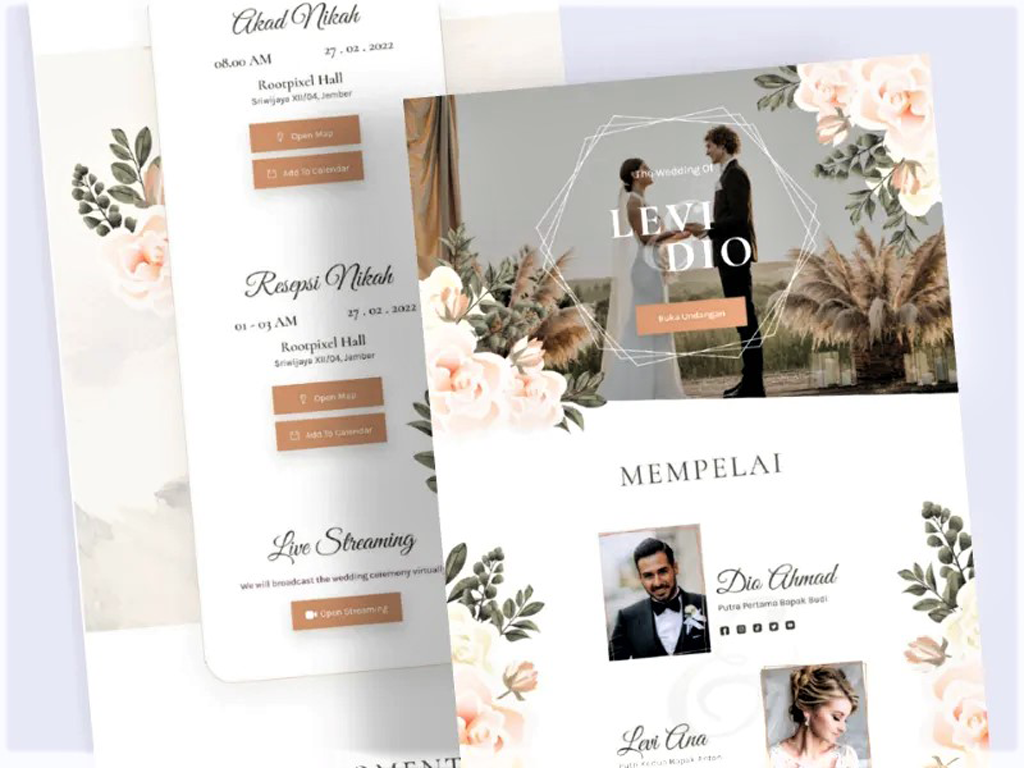 Akad Nikah
08.00 AM
27 . 02 . 2022
Rootpixel Hall
Sriwijaya XII/04, Jember
Open Map
Add To Calendar
Resepsi Nikah
01 - 03 AM
27 . 02 . 2022
Rootpixel Hall
Sriwijaya XII/04, Jember
Open Map
Add To Calendar
Live Streaming
We will broadcast the wedding ceremony virtually
Open Streaming
The Wedding Of
LEVI
DIO
Buka Undangan
MEMPELAI
Dio Ahmad
Putra Pertama Bapak Budi
Levi Ana